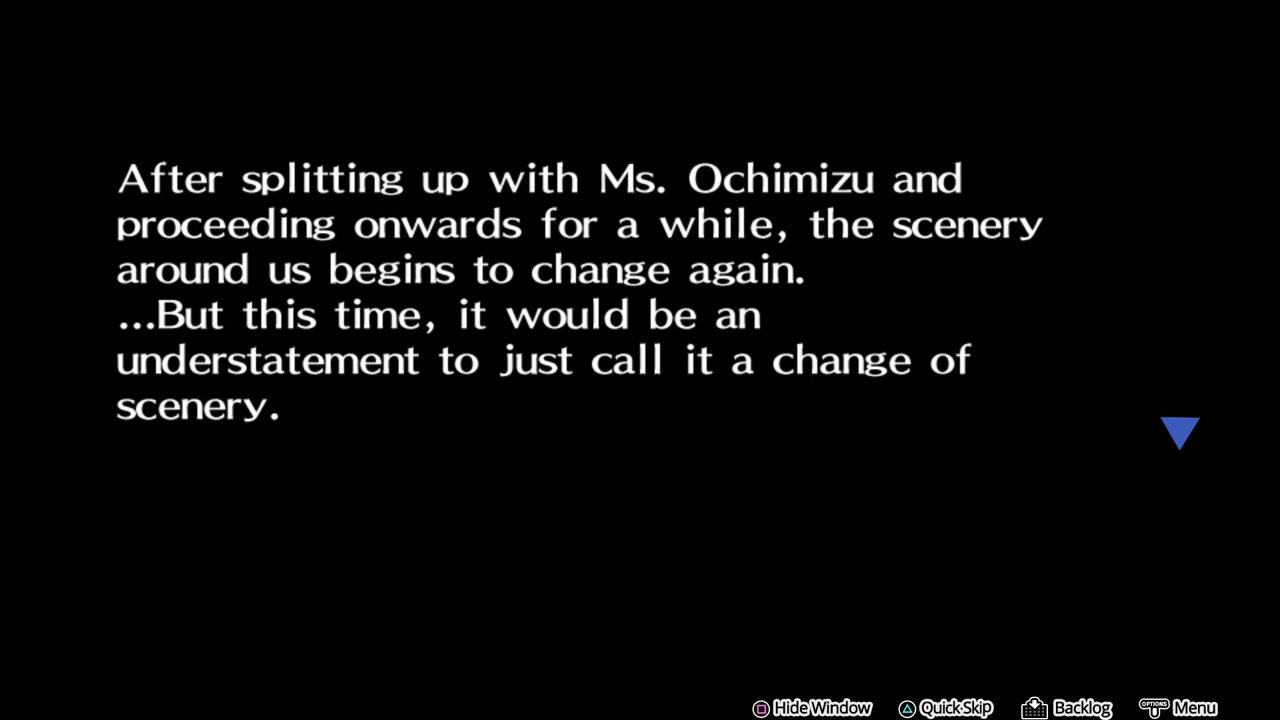 After splitting up with Ms. Ochimizu and
proceeding onwards for a while, the scenery
around us begins to change again.
...But this time, it would be an
understatement to just call it a change of
scenery.
Hide Window Quick Skip Backlog OPTIONS Menu